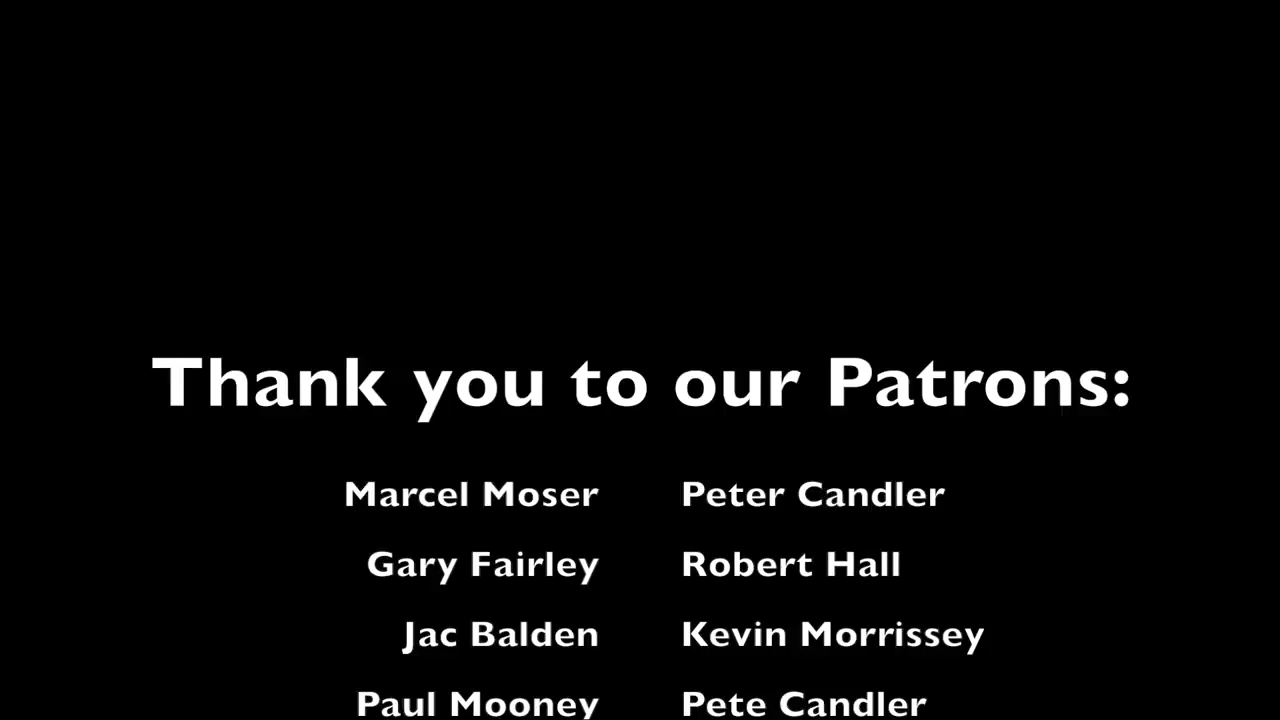 Thank you to our Patrons:
Marcel Moser Peter Candler
Gary Fairley Robert Hall
Jac Balden Kevin Morrissey
Paul Mooney Pete Candler